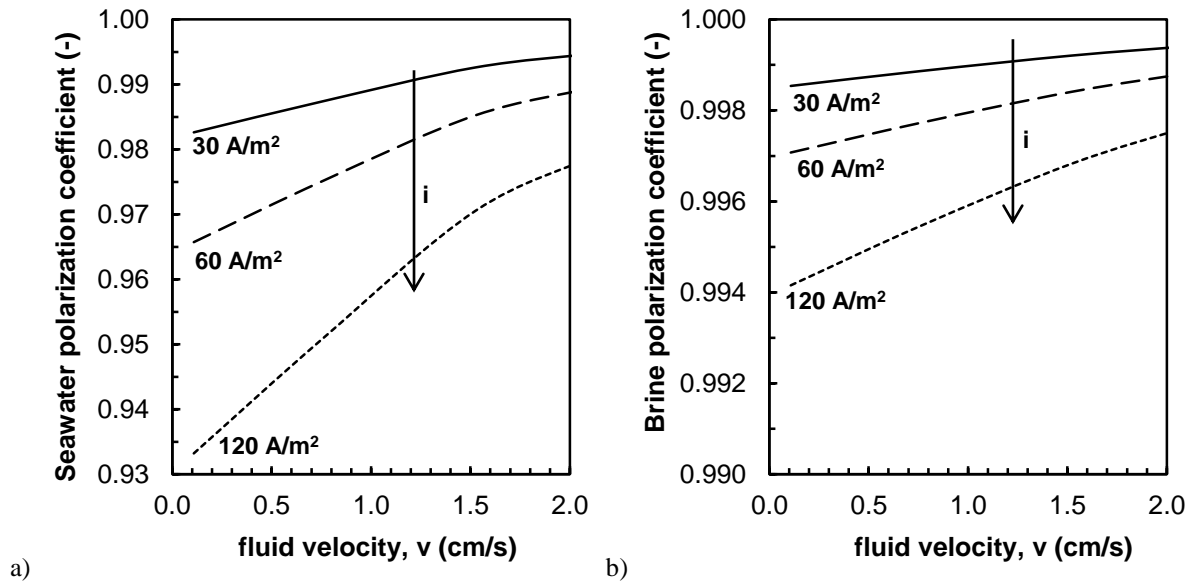 Seawater polarization coefficient (-)
1.00
0.99
0.98
0.97
0.96
0.95
0.94
0.93
30 A/m²
60 A/m²
120 A/m²
i
0.0 0.5 1.0 1.5 2.0
fluid velocity, v (cm/s)
a)
Brine polarization coefficient (-)
1.000
0.998
0.996
0.994
0.992
0.990
30 A/m²
60 A/m²
120 A/m²
i
0.0 0.5 1.0 1.5 2.0
fluid velocity, v (cm/s)
b)